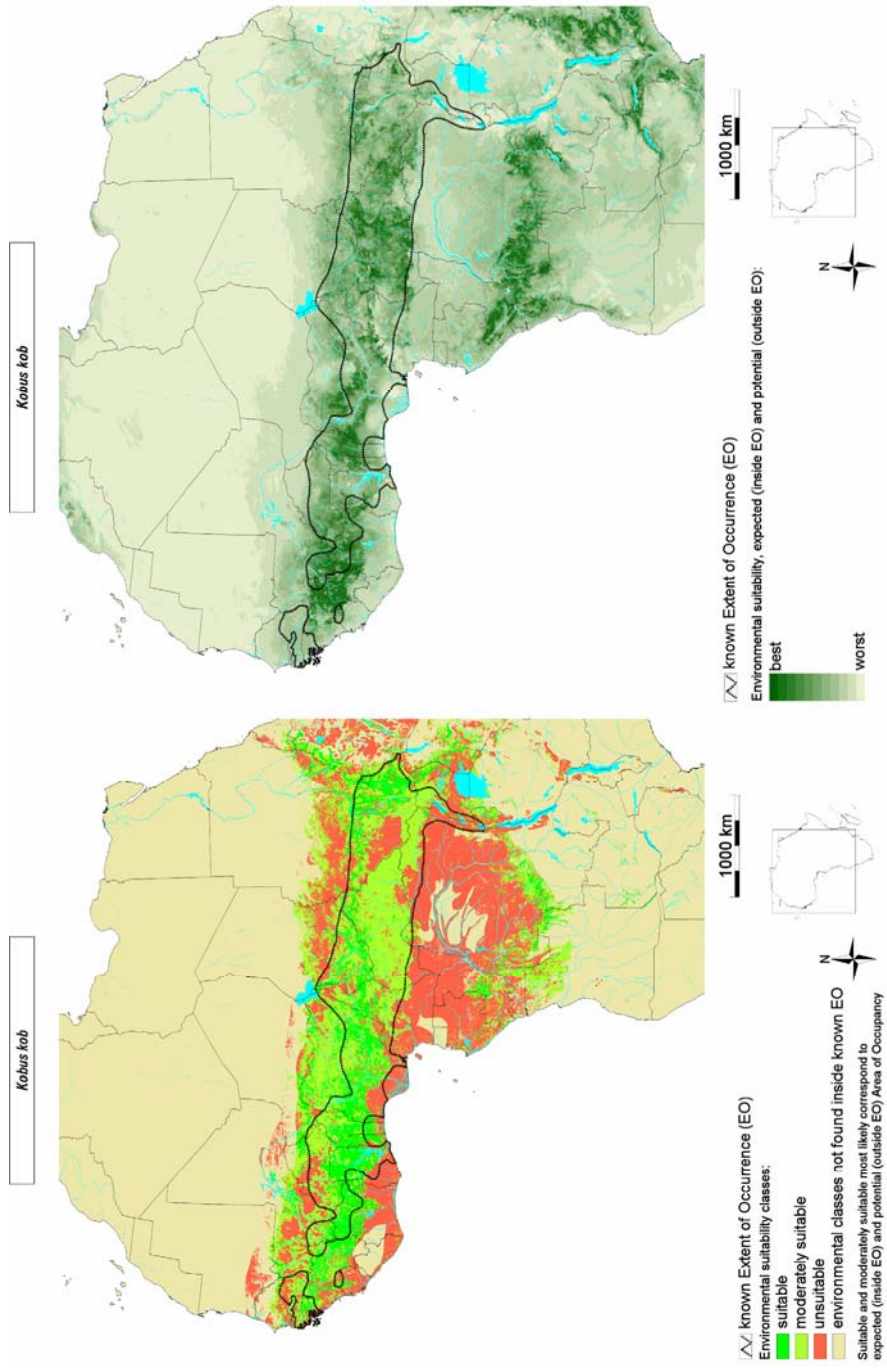 Kobus kob
known Extent of Occurrence (EO)
Environmental suitability classes:
suitable
moderately suitable
unsuitable
environmental classes not found inside known EO
Suitable and moderately suitable most likely correspond to
expected (inside EO) and potential (outside EO) Area of Occupancy
N
1000 km
Kobus kob
known Extent of Occurrence (EO)
Environmental suitability, expected (inside EO) and potential (outside EO):
best
worst
N
1000 km